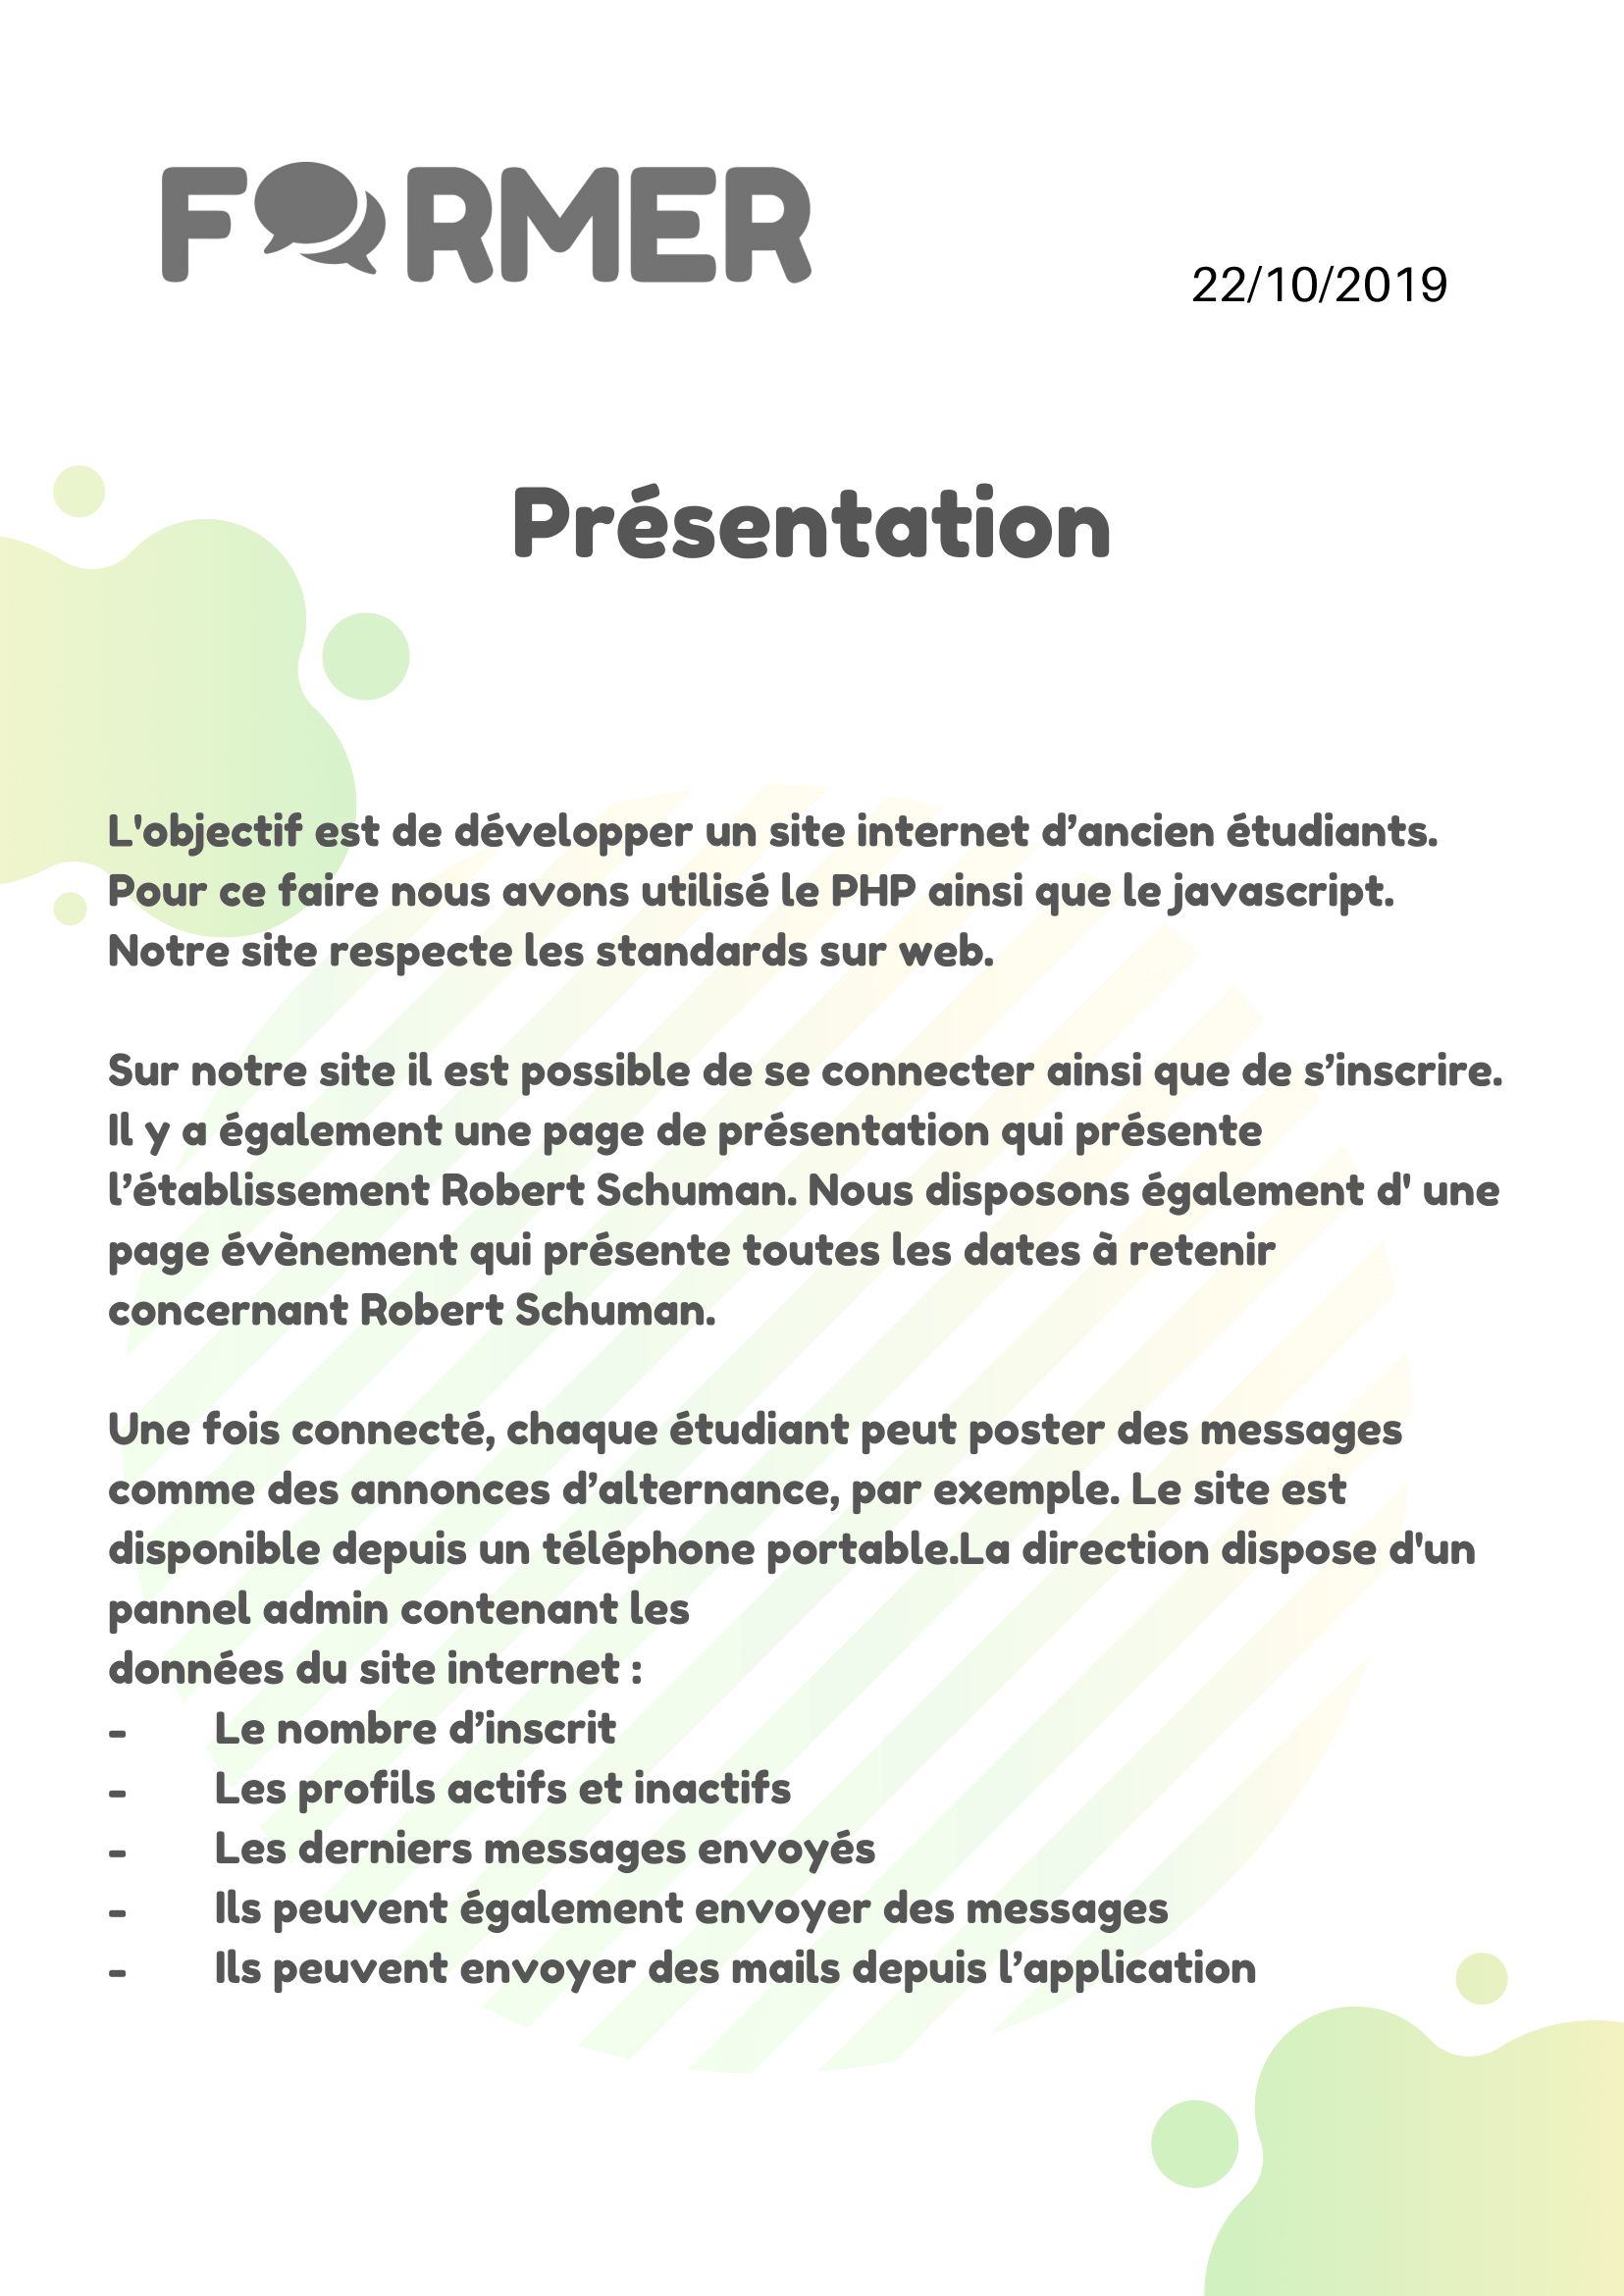 FORMER
22/10/2019
Présentation
L'objectif est de développer un site internet d’ancien étudiants.
Pour ce faire nous avons utilisé le PHP ainsi que le javascript.
Notre site respecte les standards sur web.
Sur notre site il est possible de se connecter ainsi que de s’inscrire.
Il y a également une page de présentation qui présente
l’établissement Robert Schuman. Nous disposons également d' une
page évènement qui présente toutes les dates à retenir
concernant Robert Schuman.
Une fois connecté, chaque étudiant peut poster des messages
comme des annonces d’alternance, par exemple. Le site est
disponible depuis un téléphone portable.La direction dispose d'un
pannel admin contenant les
données du site internet :
- Le nombre d’inscrit
- Les profils actifs et inactifs
- Les derniers messages envoyés
- Ils peuvent également envoyer des messages
- Ils peuvent envoyer des mails depuis l’application